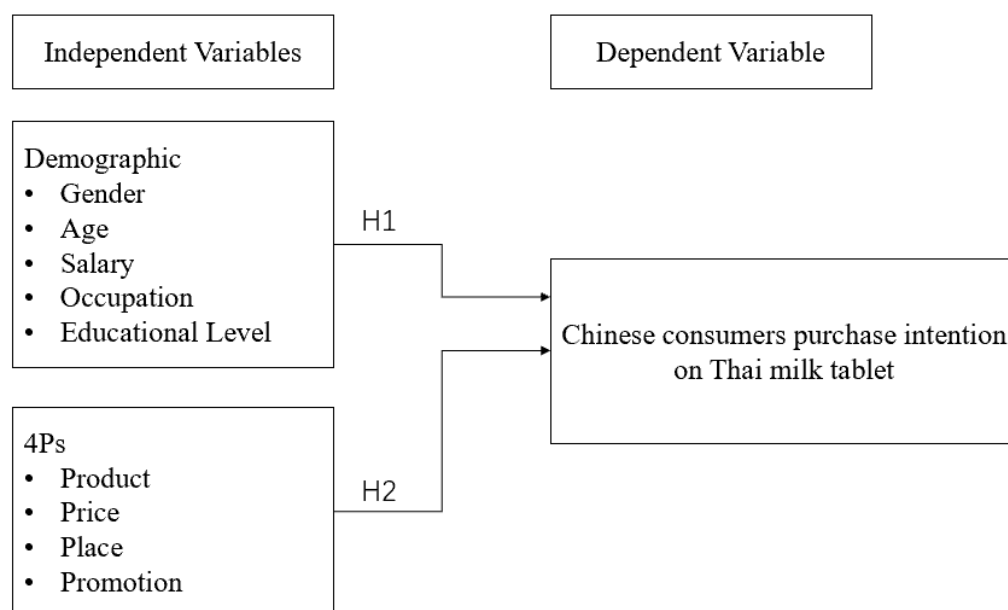 Independent Variables
Dependent Variable
Demographic
• Gender
• Age
• Salary
• Occupation
• Educational Level
H1
Chinese consumers purchase intention
on Thai milk tablet
4Ps
• Product
• Price
• Place
• Promotion
H2